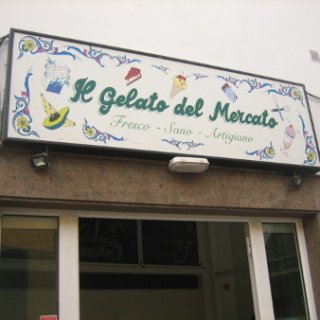 Il Gelato del Mercato
Fresco - Sano - Artigiano